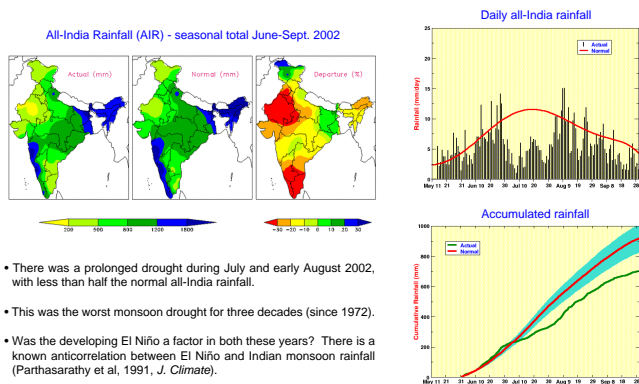 All-India Rainfall (AIR) - seasonal total June-Sept. 2002
Actual (mm)
Normal (mm)
Departure (%)
200 500 800 1200 1800
-30 -20 -10 0 10 20 30
• There was a prolonged drought during July and early August 2002,
with less than half the normal all-India rainfall.
• This was the worst monsoon drought for three decades (since 1972).
• Was the developing El Niño a factor in both these years? There is a
known anticorrelation between El Niño and Indian monsoon rainfall
(Parthasarathy et al, 1991, J. Climate).
Daily all-India rainfall
Actual
Normal
Rainfall (mm/day)
25
20
15
10
5
0
May 11 21 31 Jun 10 20 30 Jul 10 20 30 Aug 9 19 29 Sep 8 18 28
Accumulated rainfall
Actual
Normal
Cumulative Rainfall (mm)
1000
800
600
400
200
0
May 11 21 31 Jun 10 20 30 Jul 10 20 30 Aug 9 19 29 Sep 8 18 28